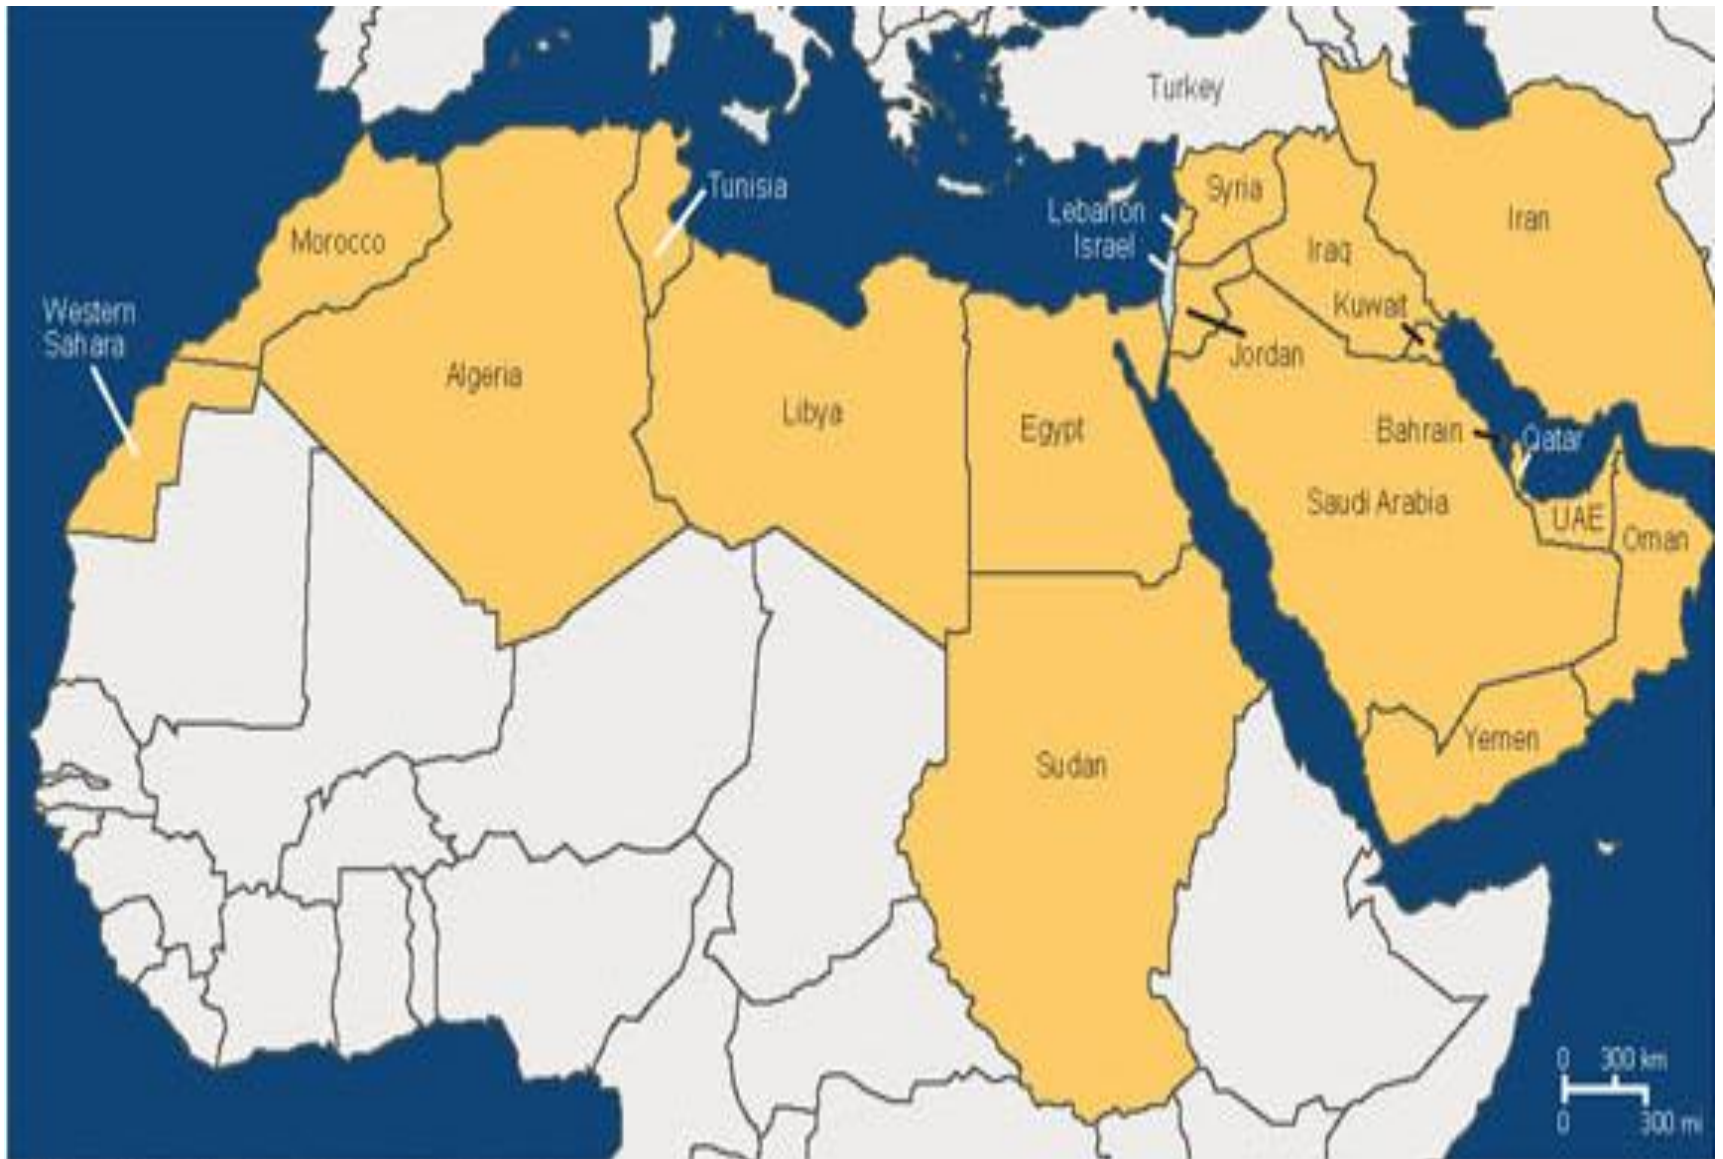 Turkey
Tunisia
Syria
Lebanon
Israel
Iran
Morocco
Iraq
Western
Sahara
Kuwait
Jordan
Algeria
Libya
Egypt
Bahrain
Qatar
Saudi Arabia
UAE
Oman
Yemen
Sudan
0 300 km
0 300 mi